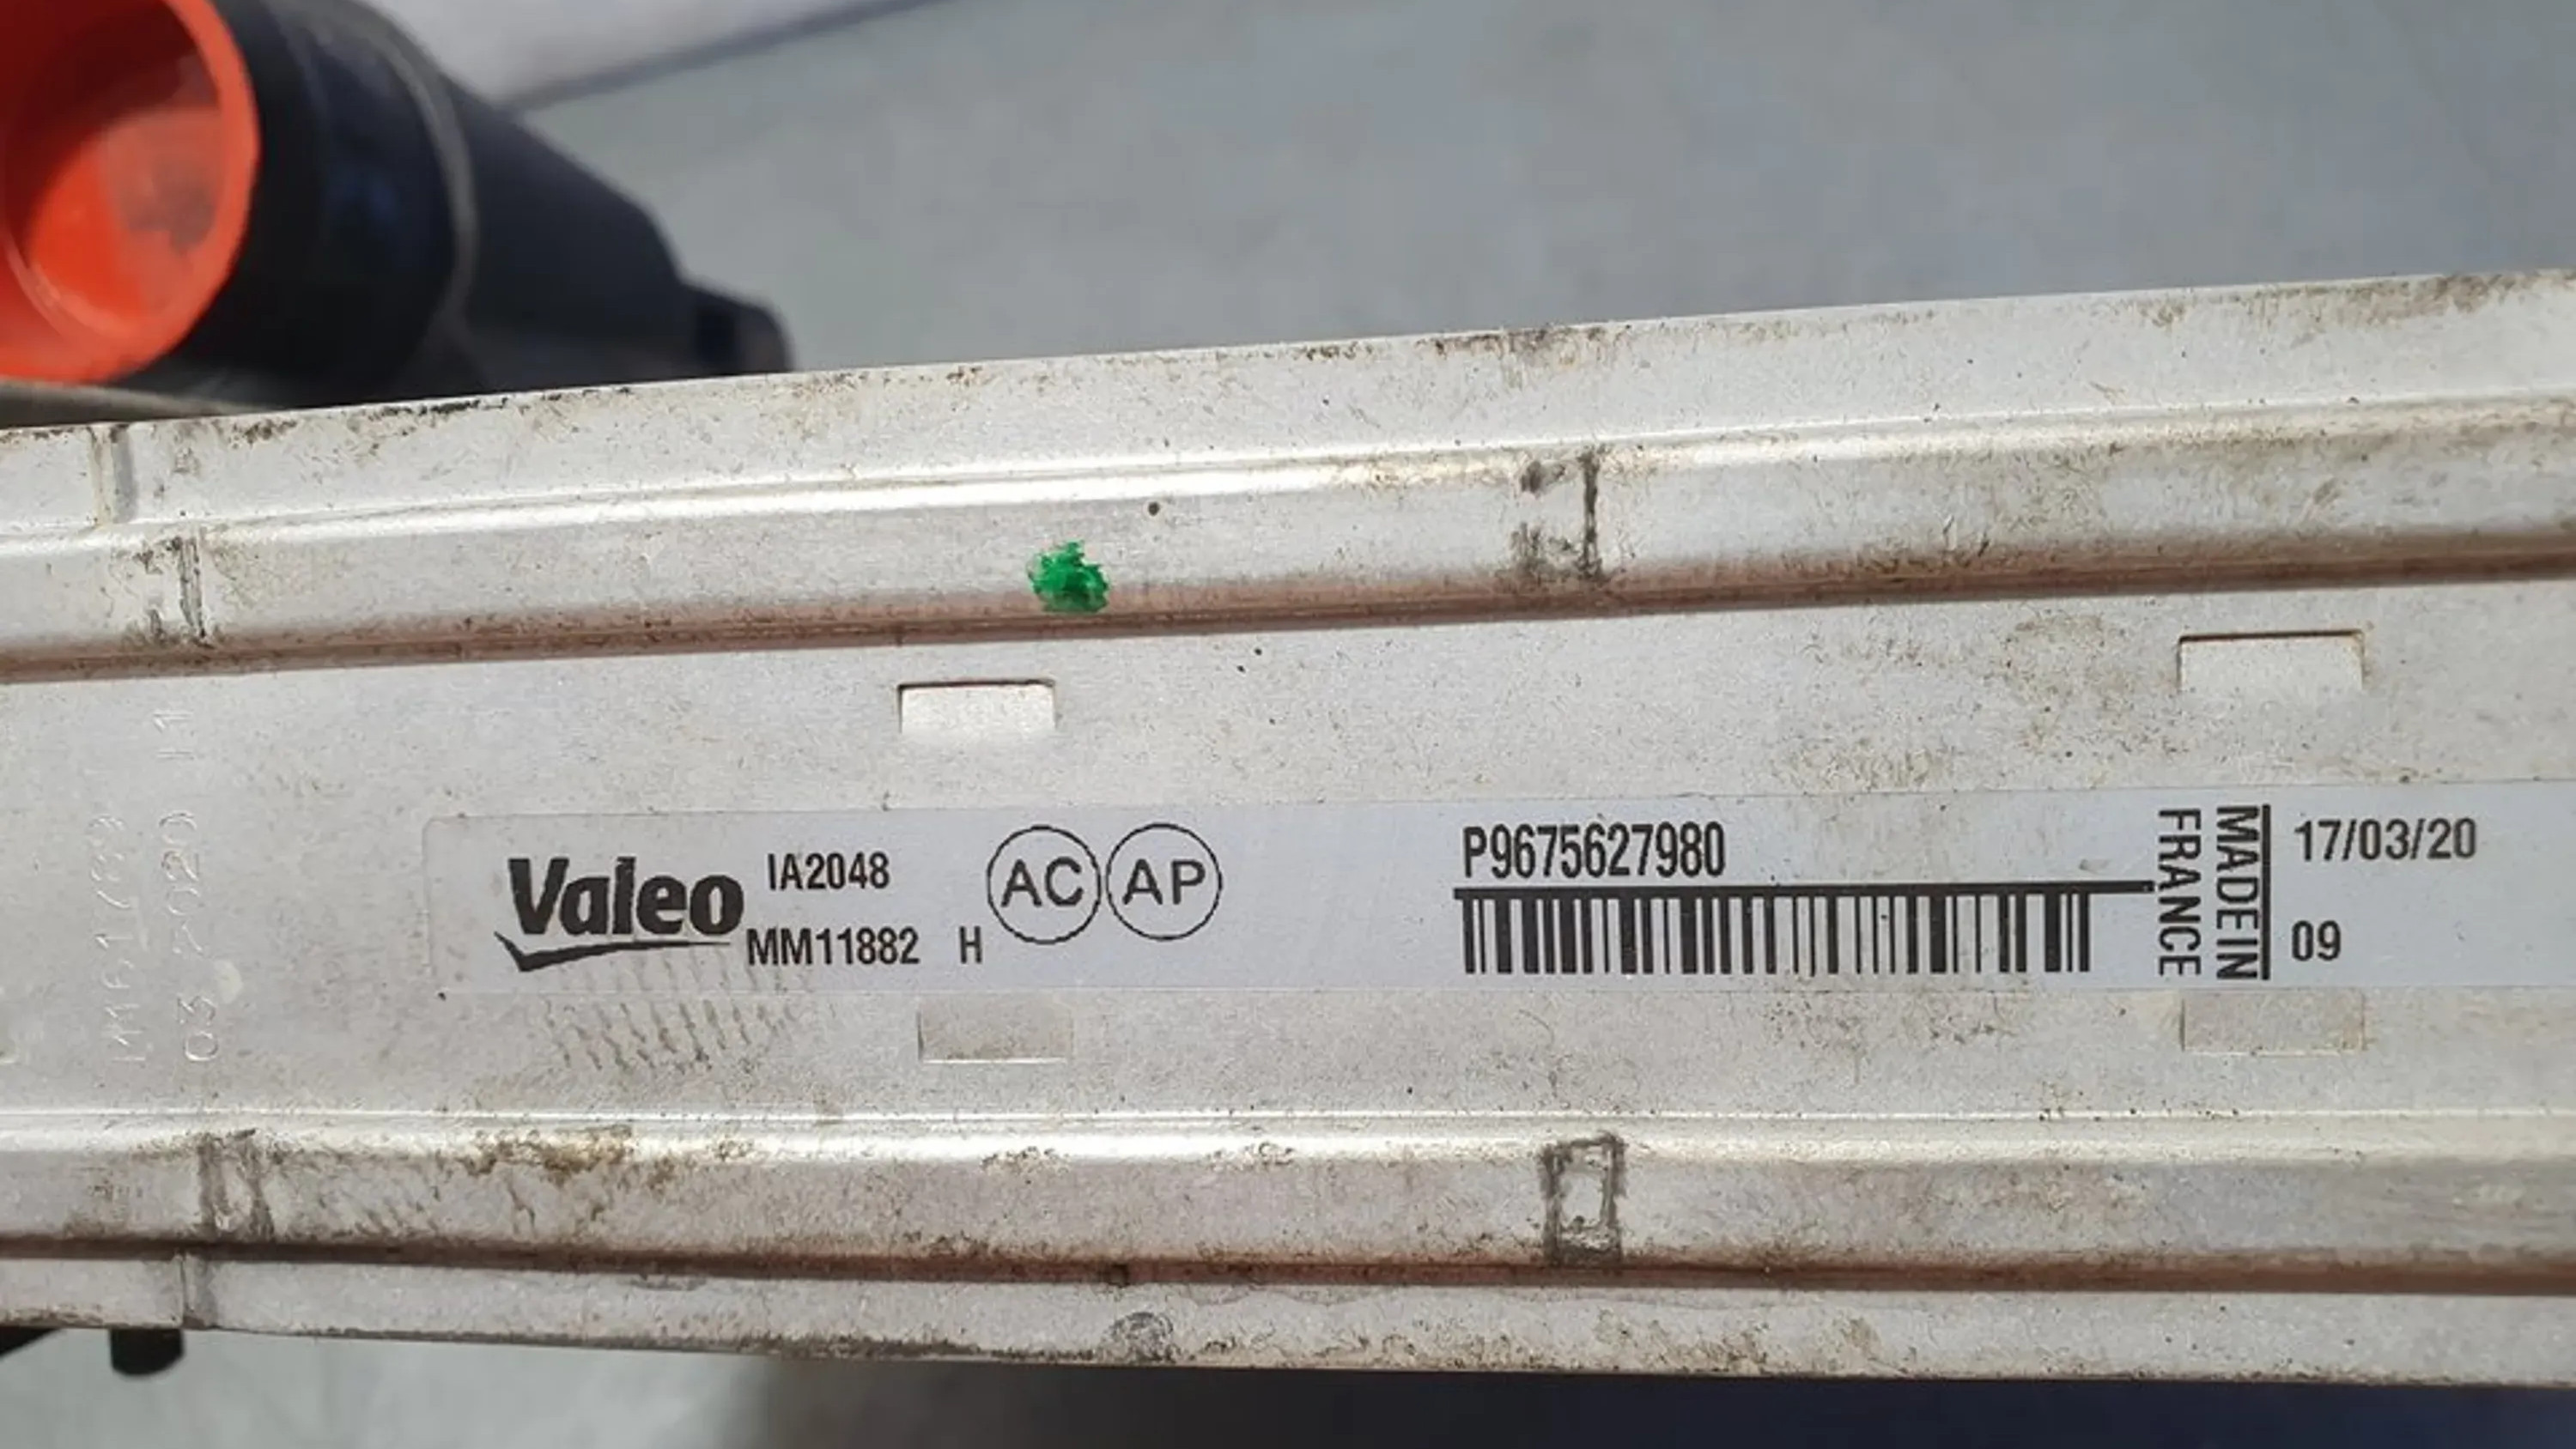 Valeo
IA2048
MM11882 H
AC AP
P9675627980
MADE IN
FRANCE
17/03/20
09